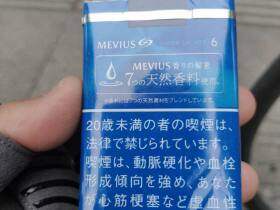 MEVIUS 6
MEVIUS 香りの秘密
7つの天然香料使用。
20歳未満の者の喫煙は、
法律で禁じられています。
喫煙は、動脈硬化や血栓
形成傾向を強め、あなた
が心筋梗塞など虚血性